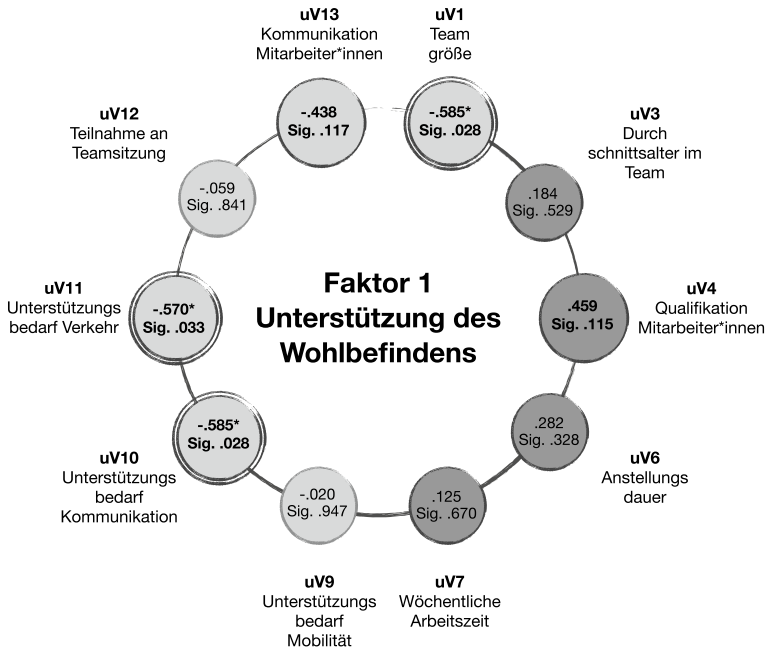 uV13
Kommunikation
Mitarbeiter*innen
-.438
Sig. .117
uV1
Team
größe
-.585*
Sig. .028
uV3
Durch
schnittsalter im
Team
.184
Sig. .529
uV4
Qualifikation
Mitarbeiter*innen
.459
Sig. .115
uV6
Anstellungs
dauer
.282
Sig. .328
uV7
Wöchentliche
Arbeitszeit
.125
Sig. .670
uV9
Unterstützungs
bedarf
Mobilität
-.020
Sig. .947
uV10
Unterstützungs
bedarf
Kommunikation
-.585*
Sig. .028
uV11
Unterstützungs
bedarf Verkehr
-.570*
Sig. .033
uV12
Teilnahme an
Teamsitzung
-.059
Sig. .841
Faktor 1
Unterstützung des
Wohlbefindens